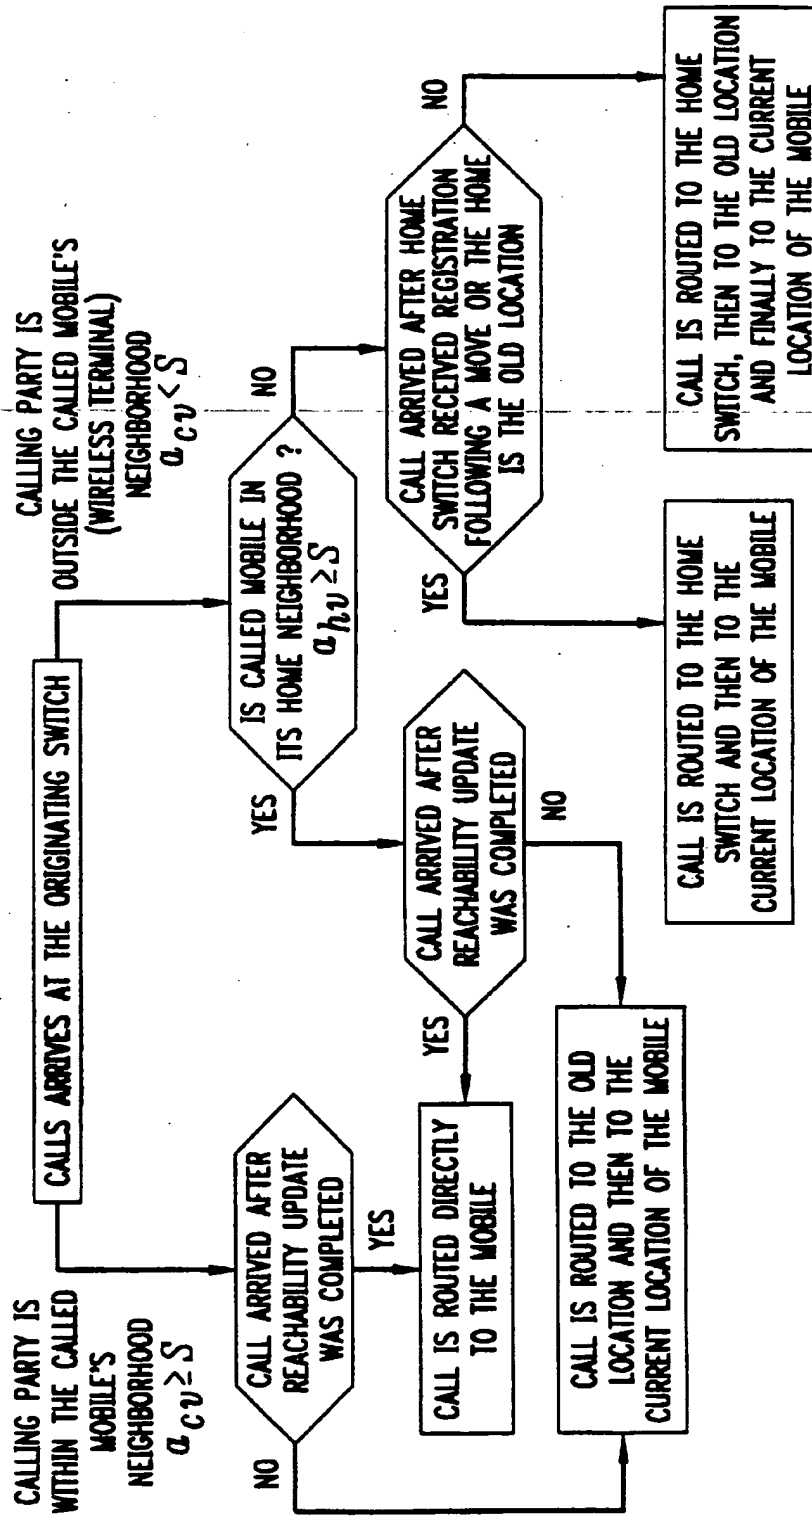 CALLS ARRIVES AT THE ORIGINATING SWITCH
CALLING PARTY IS
WITHIN THE CALLED
MOBILE'S
NEIGHBORHOOD
a_cv ≥ S
CALLING PARTY IS
OUTSIDE THE CALLED MOBILE'S
(WIRELESS TERMINAL)
NEIGHBORHOOD
a_cv < S
CALL ARRIVED AFTER
REACHABILITY UPDATE
WAS COMPLETED
NO
YES
IS CALLED MOBILE IN
ITS HOME NEIGHBORHOOD ?
a_hv ≥ S
YES
NO
CALL ARRIVED AFTER
REACHABILITY UPDATE
WAS COMPLETED
YES
NO
CALL ARRIVED AFTER HOME
SWITCH RECEIVED REGISTRATION
FOLLOWING A MOVE OR THE HOME
IS THE OLD LOCATION
YES
NO
CALL IS ROUTED DIRECTLY
TO THE MOBILE
CALL IS ROUTED TO THE OLD
LOCATION AND THEN TO THE
CURRENT LOCATION OF THE MOBILE
CALL IS ROUTED TO THE HOME
SWITCH AND THEN TO THE
CURRENT LOCATION OF THE MOBILE
CALL IS ROUTED TO THE HOME
SWITCH, THEN TO THE OLD LOCATION
AND FINALLY TO THE CURRENT
LOCATION OF THE MOBILE